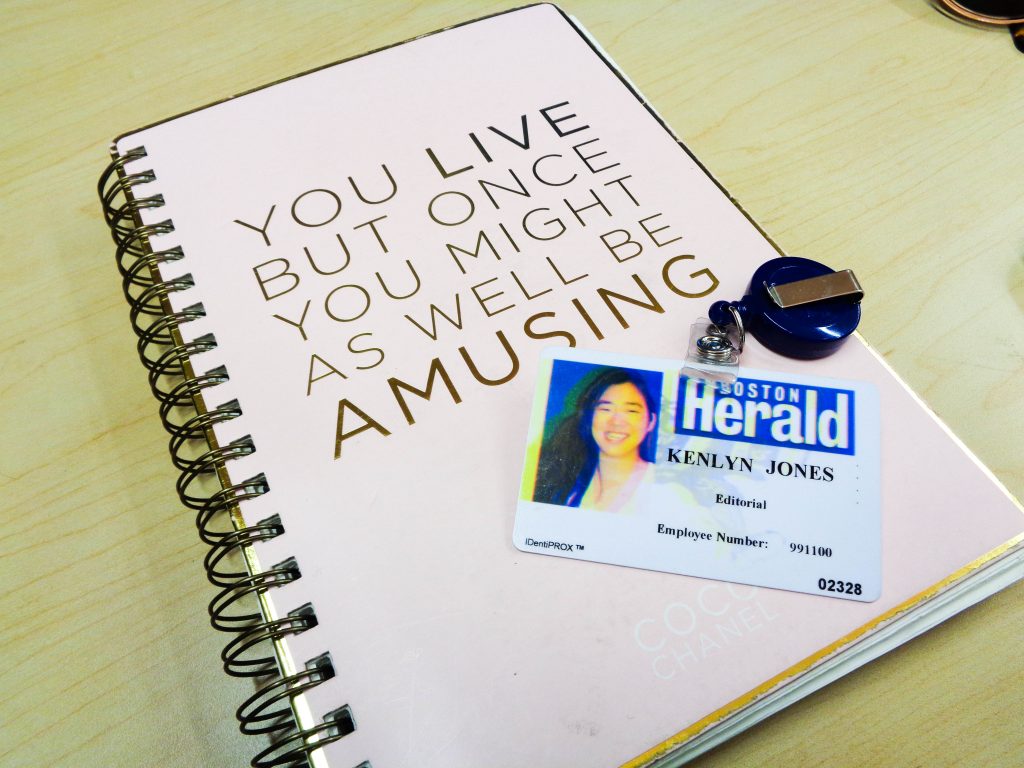 YOU LIVE
BUT ONCE
YOU MIGHT
AS WELL BE
AMUSING
BOSTON
Herald
KENLYN JONES
Editorial
Employee Number: 991100
IDentiPROX ™
02328
COCO
CHANEL